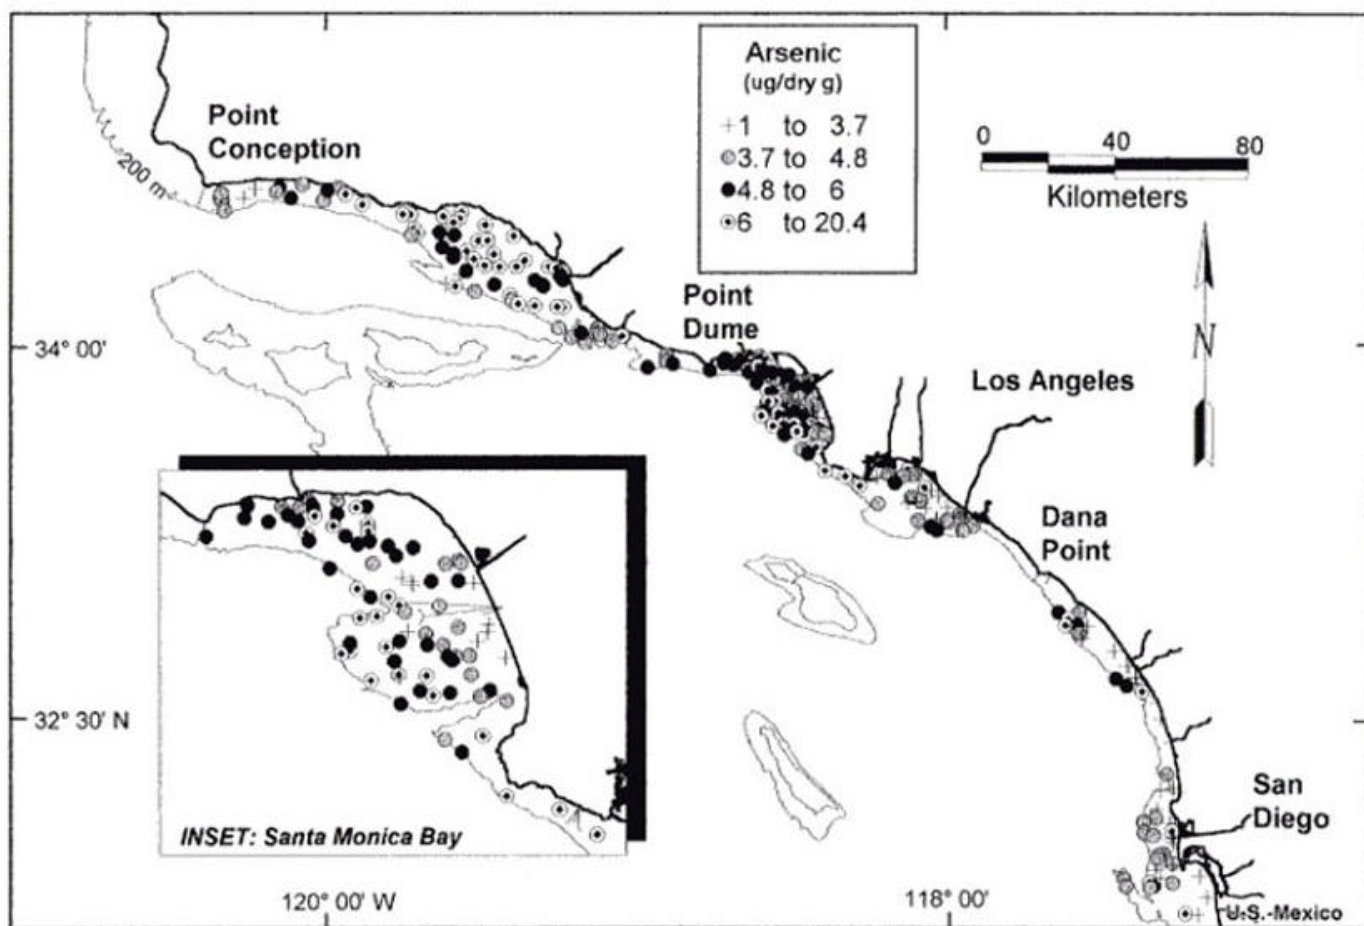 Arsenic
(ug/dry g)
+1 to 3.7
3.7 to 4.8
4.8 to 6
6 to 20.4
0 40 80
Kilometers
N
Point
Conception
200 m
Point
Dume
34° 00'
Los Angeles
Dana
Point
32° 30' N
San
Diego
INSET: Santa Monica Bay
120° 00' W
118° 00'
U.S.-Mexico